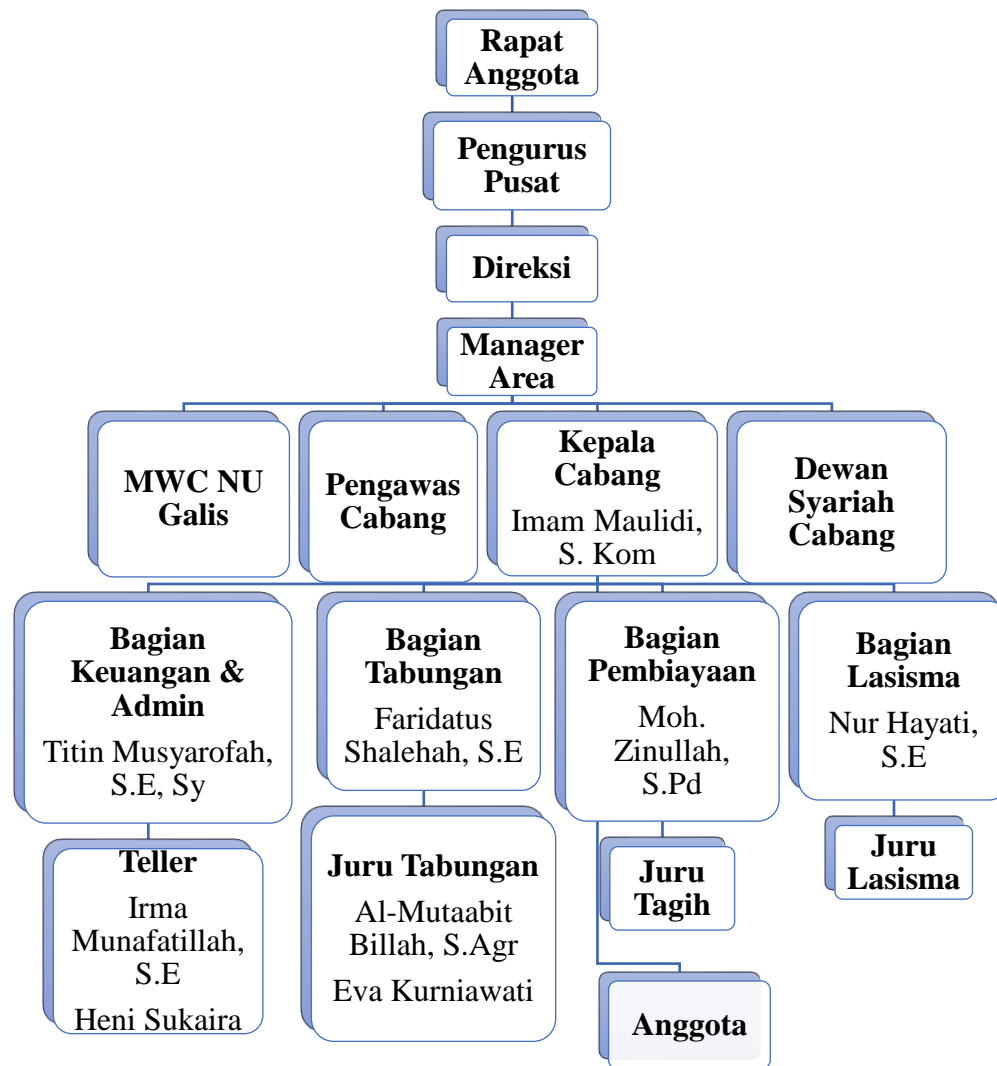 Rapat
Anggota
Pengurus
Pusat
Direksi
Manager
Area
MWC NU
Galis
Pengawas
Cabang
Kepala
Cabang
Imam Maulidi,
S. Kom
Dewan
Syariah
Cabang
Bagian
Keuangan &
Admin
Titin Musyarofah,
S.E, Sy
Bagian
Tabungan
Faridatus
Shalehah, S.E
Bagian
Pembiayaan
Moh.
Zinullah,
S.Pd
Bagian
Lasisma
Nur Hayati,
S.E
Teller
Irma
Munafatillah,
S.E
Heni Sukaira
Juru Tabungan
Al-Mutaabit
Billah, S.Agr
Eva Kurniawati
Juru
Tagih
Juru
Lasisma
Anggota